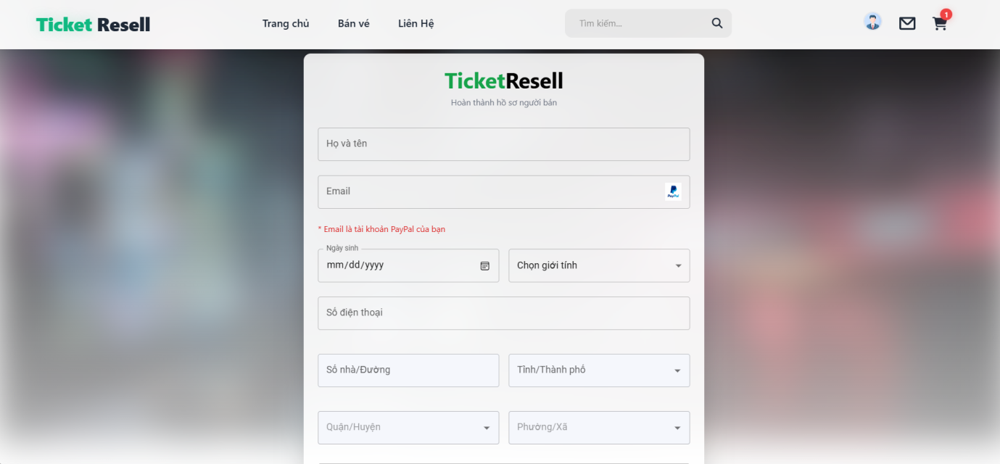 Ticket Resell
Trang chủ
Bán vé
Liên Hệ
Tìm kiếm...
1
TicketResell
Hoàn thành hồ sơ người bán
Họ và tên
Email
PayPal
* Email là tài khoản PayPal của bạn
Ngày sinh
mm/dd/yyyy
Chọn giới tính
Số điện thoại
Số nhà/Đường
Tỉnh/Thành phố
Quận/Huyện
Phường/Xã